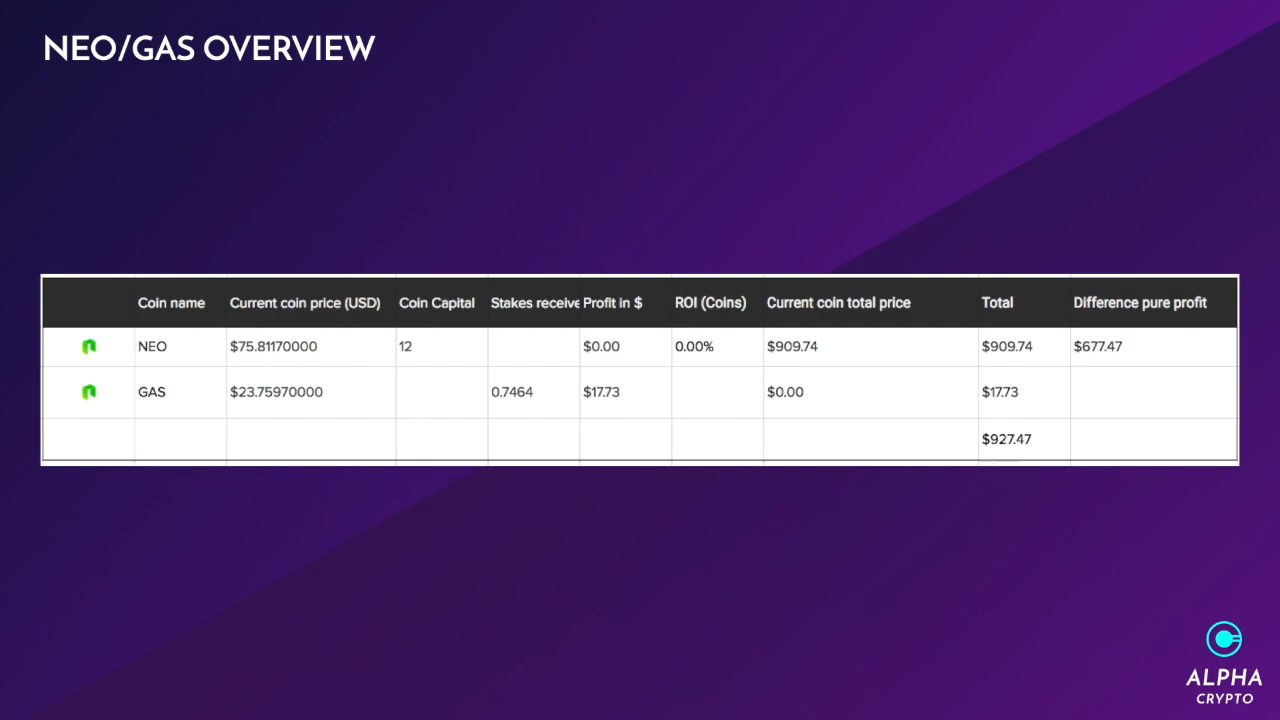 NEO/GAS OVERVIEW
Coin name Current coin price (USD) Coin Capital Stakes receive Profit in $ ROI (Coins) Current coin total price Total Difference pure profit
NEO $75.81170000 12 $0.00 0.00% $909.74 $909.74 $677.47
GAS $23.75970000 0.7464 $17.73 $0.00 $17.73
$927.47
ALPHA
CRYPTO